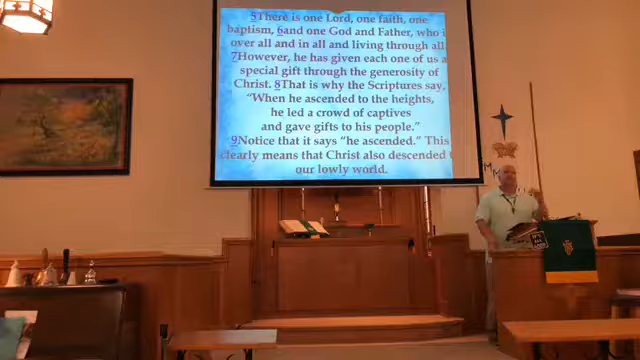 5There is one Lord, one faith, one
baptism, 6and one God and Father, who i
over all and in all and living through all
7However, he has given each one of us a
special gift through the generosity of
Christ. 8That is why the Scriptures say,
“When he ascended to the heights,
he led a crowd of captives
and gave gifts to his people.”
9Notice that it says “he ascended.” This
clearly means that Christ also descended
our lowly world.